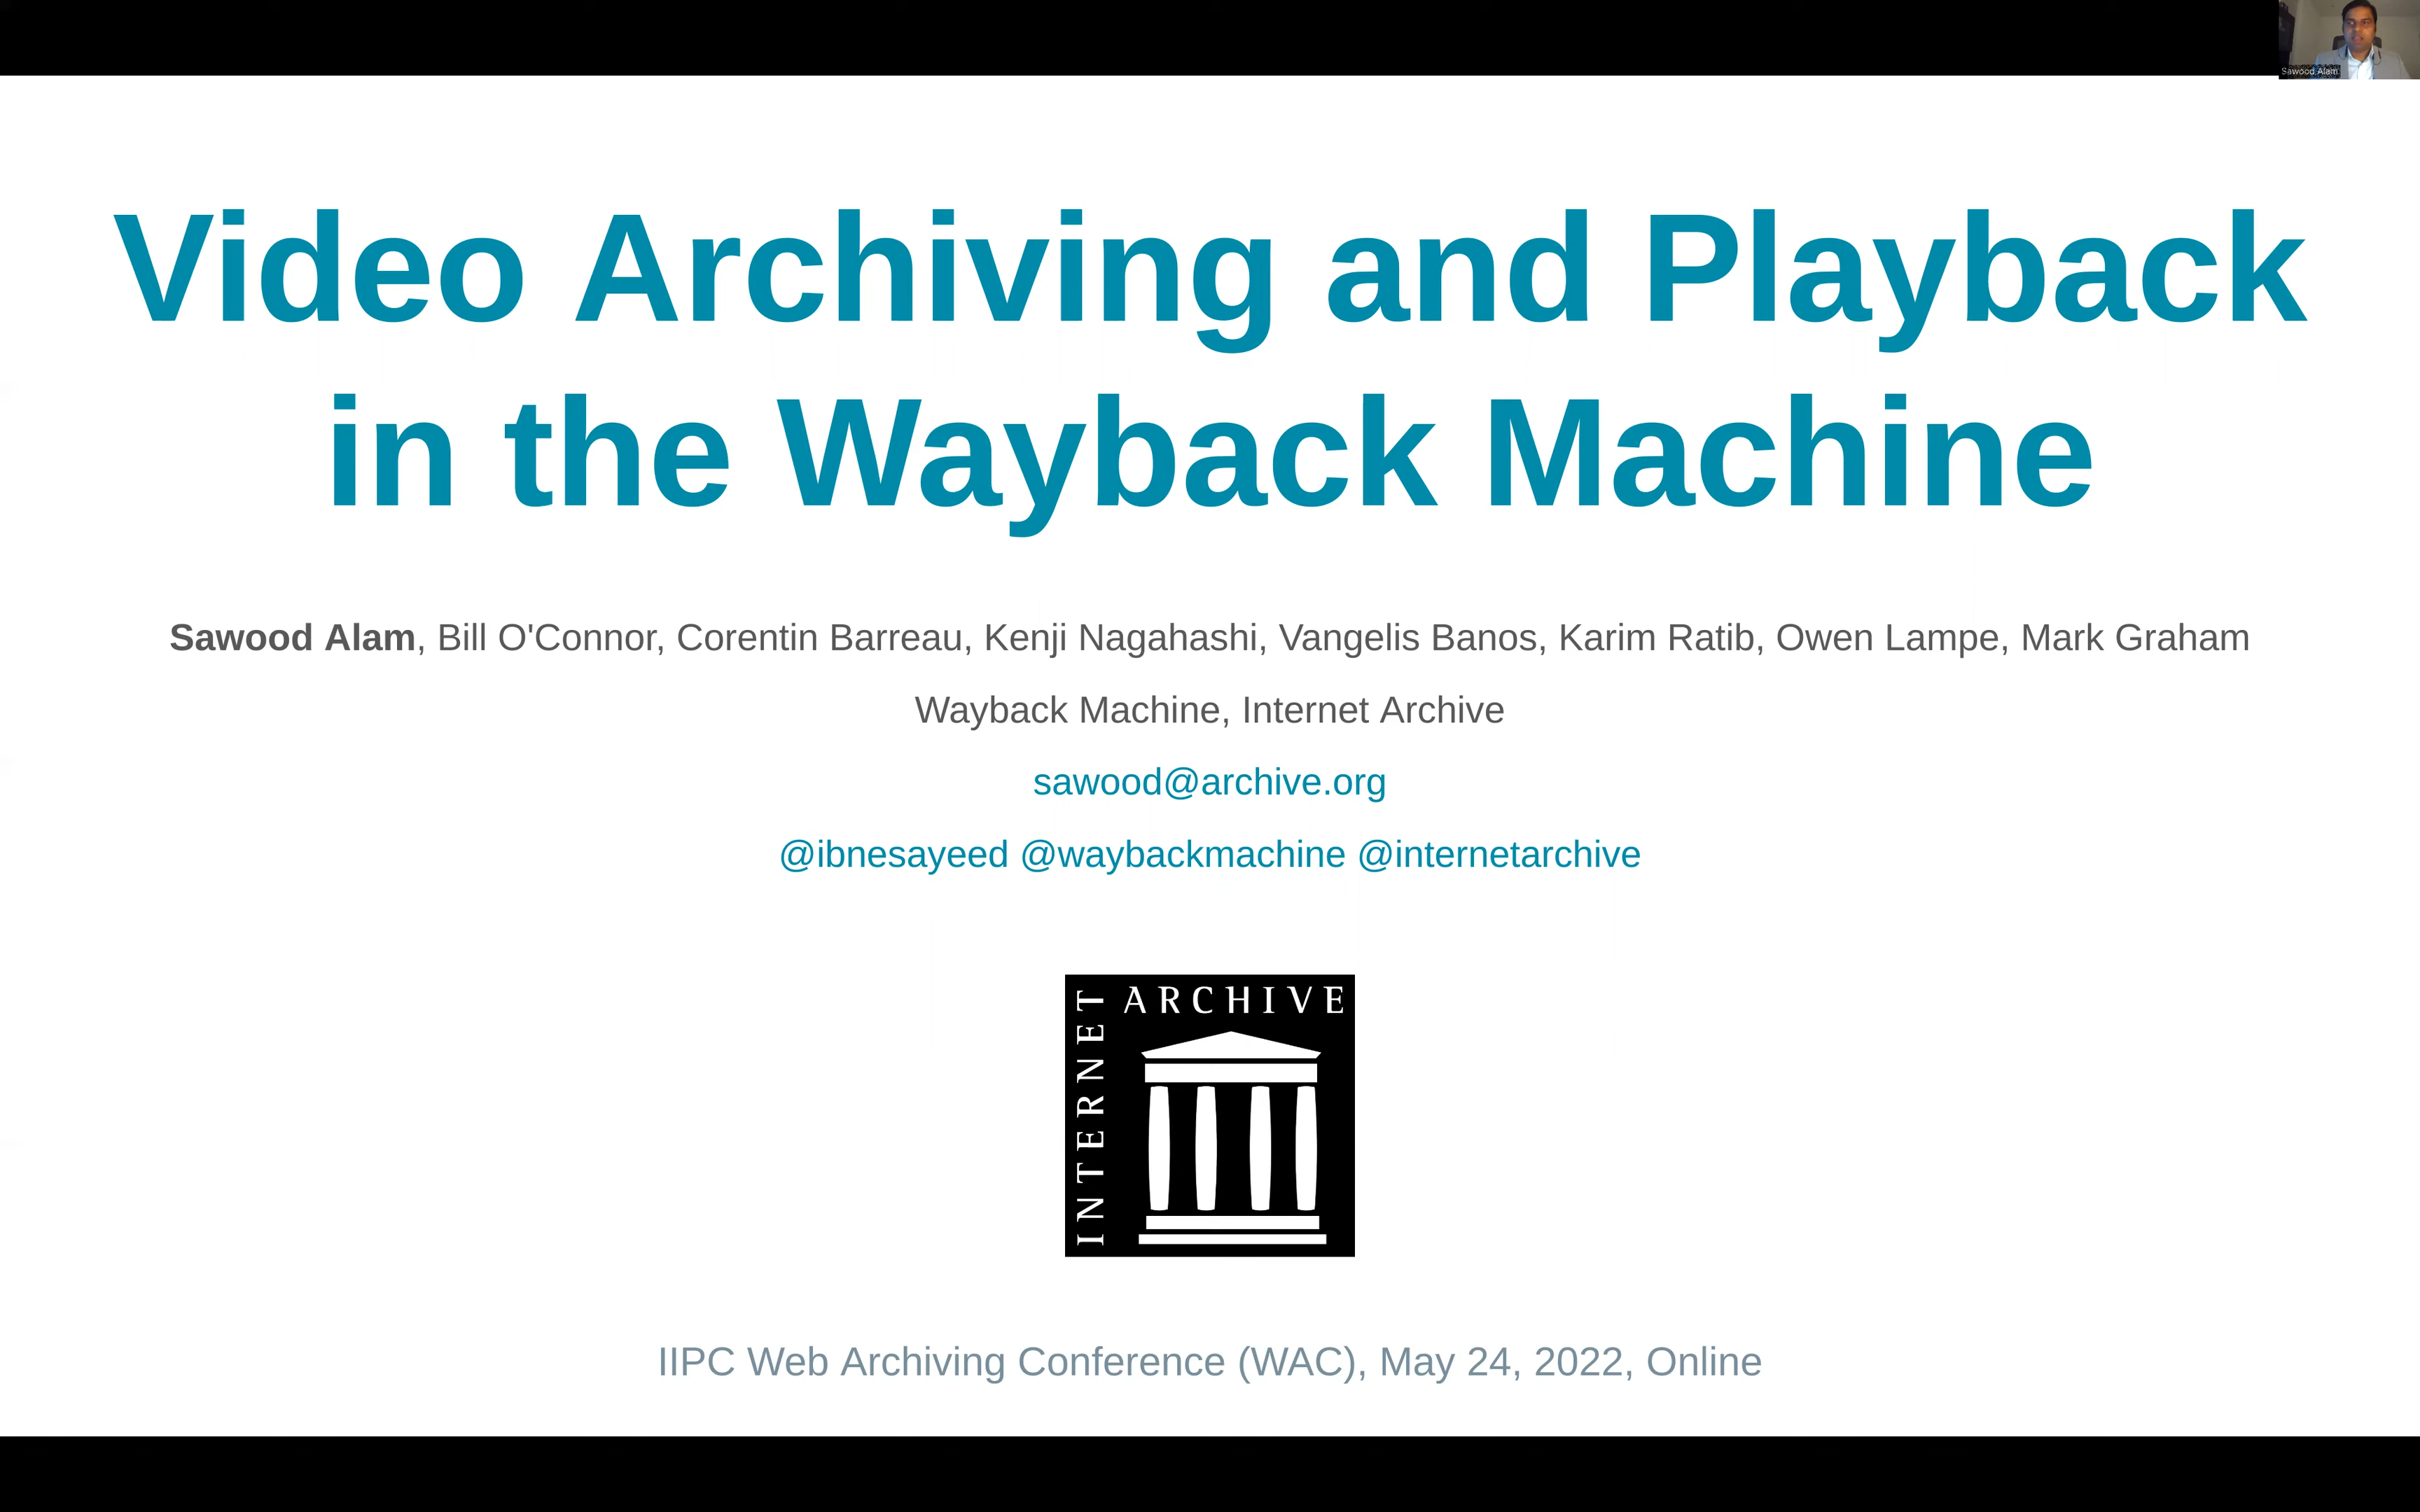 Sawood Alam
Video Archiving and Playback
in the Wayback Machine
Sawood Alam, Bill O'Connor, Corentin Barreau, Kenji Nagahashi, Vangelis Banos, Karim Ratib, Owen Lampe, Mark Graham
Wayback Machine, Internet Archive
sawood@archive.org
@ibnesayeed @waybackmachine @internetarchive
INTERNET
ARCHIVE
IIPC Web Archiving Conference (WAC), May 24, 2022, Online